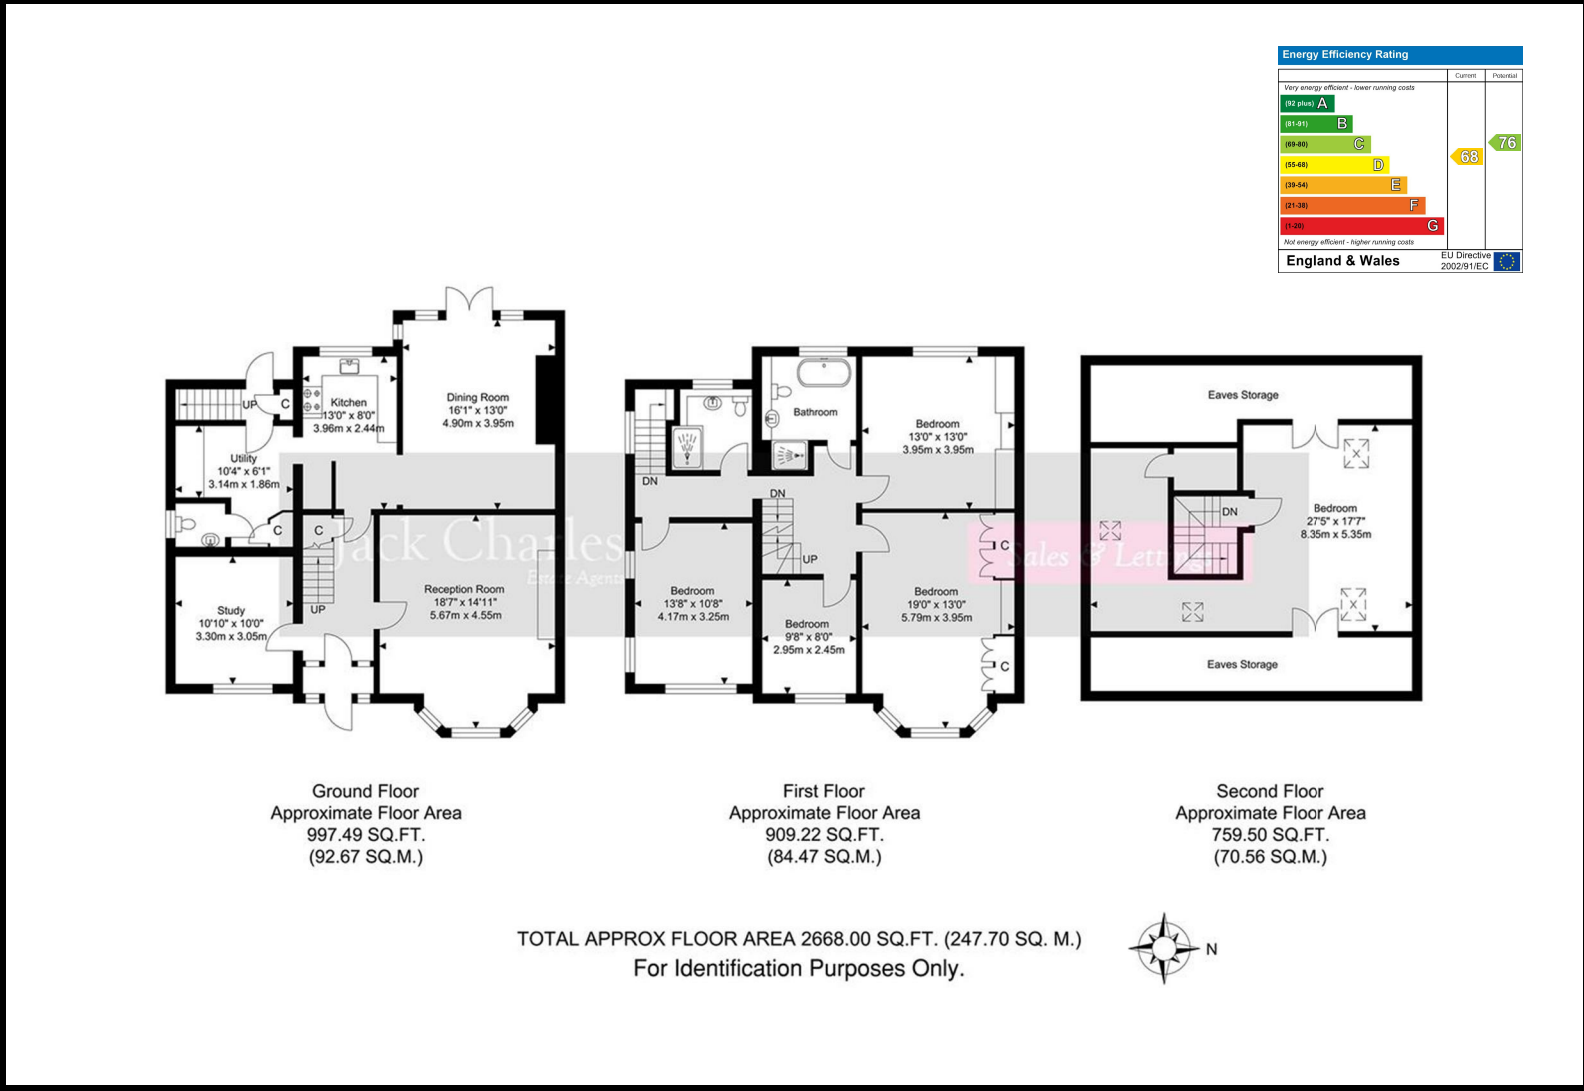 Energy Efficiency Rating
Current Potential
Very energy efficient - lower running costs
(92 plus) A
(81-91) B
(69-80) C
(55-68) D
(39-54) E
(21-38) F
(1-20) G
68
76
Not energy efficient - higher running costs
England & Wales
EU Directive
2002/91/EC
UP
C
Kitchen
13'0" x 8'0"
3.96m x 2.44m
Dining Room
16'1" x 13'0"
4.90m x 3.95m
Utility
10'4" x 6'1"
3.14m x 1.86m
C
C
Study
10'10" x 10'0"
3.30m x 3.05m
UP
Reception Room
18'7" x 14'11"
5.67m x 4.55m
Jack Charles
Estate Agents
Sales & Lettings
DN
Bathroom
Bedroom
13'0" x 13'0"
3.95m x 3.95m
DN
UP
Bedroom
13'8" x 10'8"
4.17m x 3.25m
Bedroom
9'8" x 8'0"
2.95m x 2.45m
Bedroom
19'0" x 13'0"
5.79m x 3.95m
C
C
Eaves Storage
DN
Bedroom
27'5" x 17'7"
8.35m x 5.35m
Eaves Storage
Ground Floor
Approximate Floor Area
997.49 SQ.FT.
(92.67 SQ.M.)
First Floor
Approximate Floor Area
909.22 SQ.FT.
(84.47 SQ.M.)
Second Floor
Approximate Floor Area
759.50 SQ.FT.
(70.56 SQ.M.)
TOTAL APPROX FLOOR AREA 2668.00 SQ.FT. (247.70 SQ. M.)
For Identification Purposes Only.
N